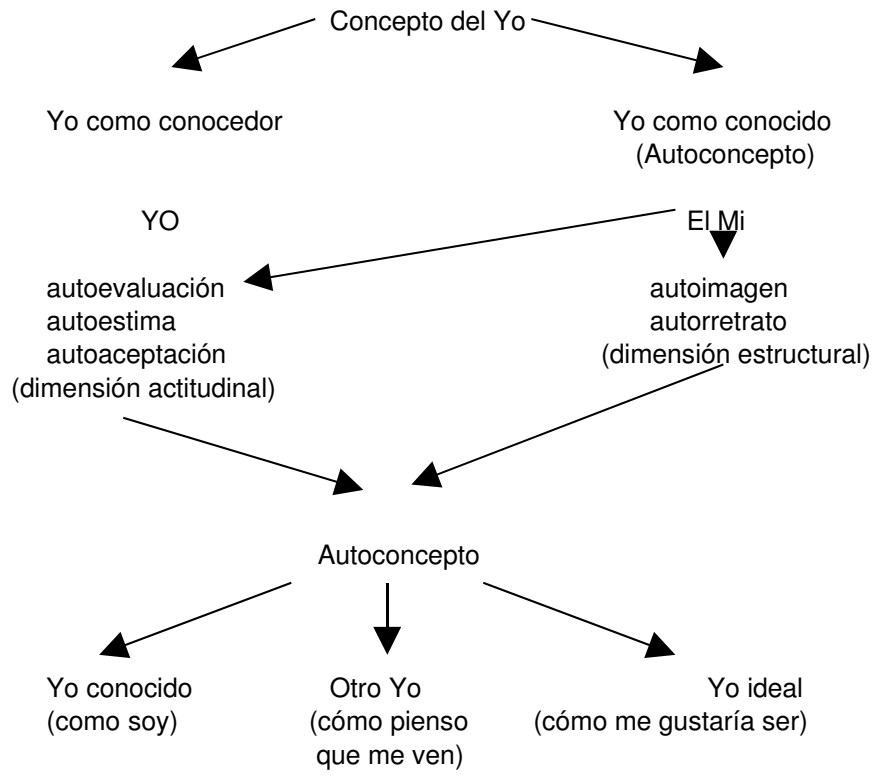 Concepto del Yo
Yo como conocedor
Yo como conocido
(Autoconcepto)
YO
El Mi
autoevaluación
autoestima
autoaceptación
(dimensión actitudinal)
autoimagen
autorretrato
(dimensión estructural)
Autoconcepto
Yo conocido
(como soy)
Otro Yo
(cómo pienso
que me ven)
Yo ideal
(cómo me gustaría ser)